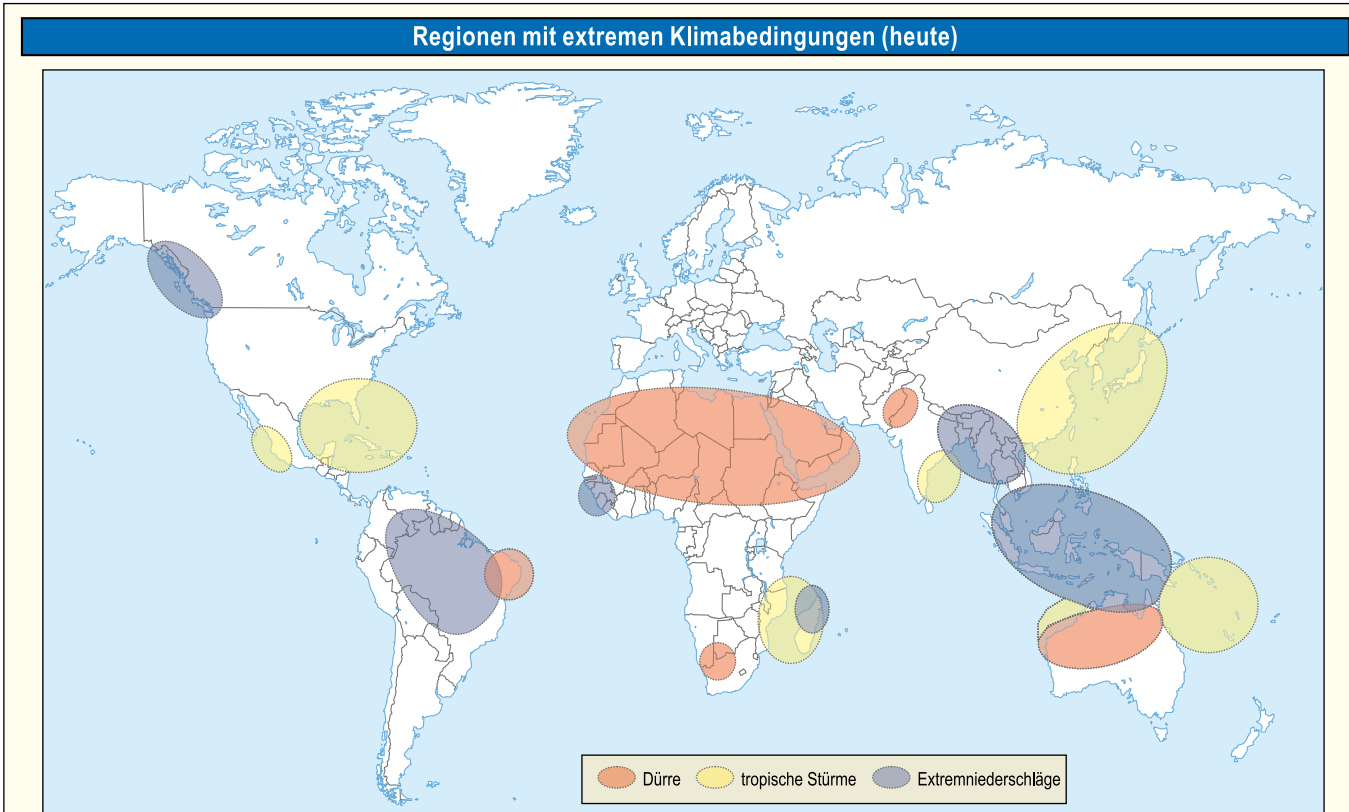 Regionen mit extremen Klimabedingungen (heute)
Dürre tropische Stürme Extremniederschläge